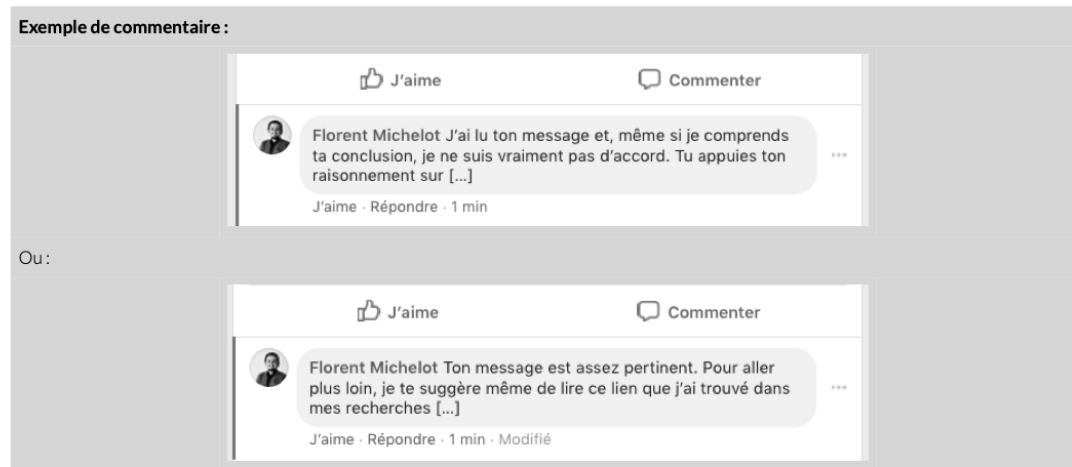 Exemple de commentaire :
J'aime Commenter
Florent Michelot J'ai lu ton message et, même si je comprends
ta conclusion, je ne suis vraiment pas d'accord. Tu appuies ton
raisonnement sur [...]
J'aime · Répondre · 1 min
Ou :
J'aime Commenter
Florent Michelot Ton message est assez pertinent. Pour aller
plus loin, je te suggère même de lire ce lien que j'ai trouvé dans
mes recherches [...]
J'aime · Répondre · 1 min · Modifié